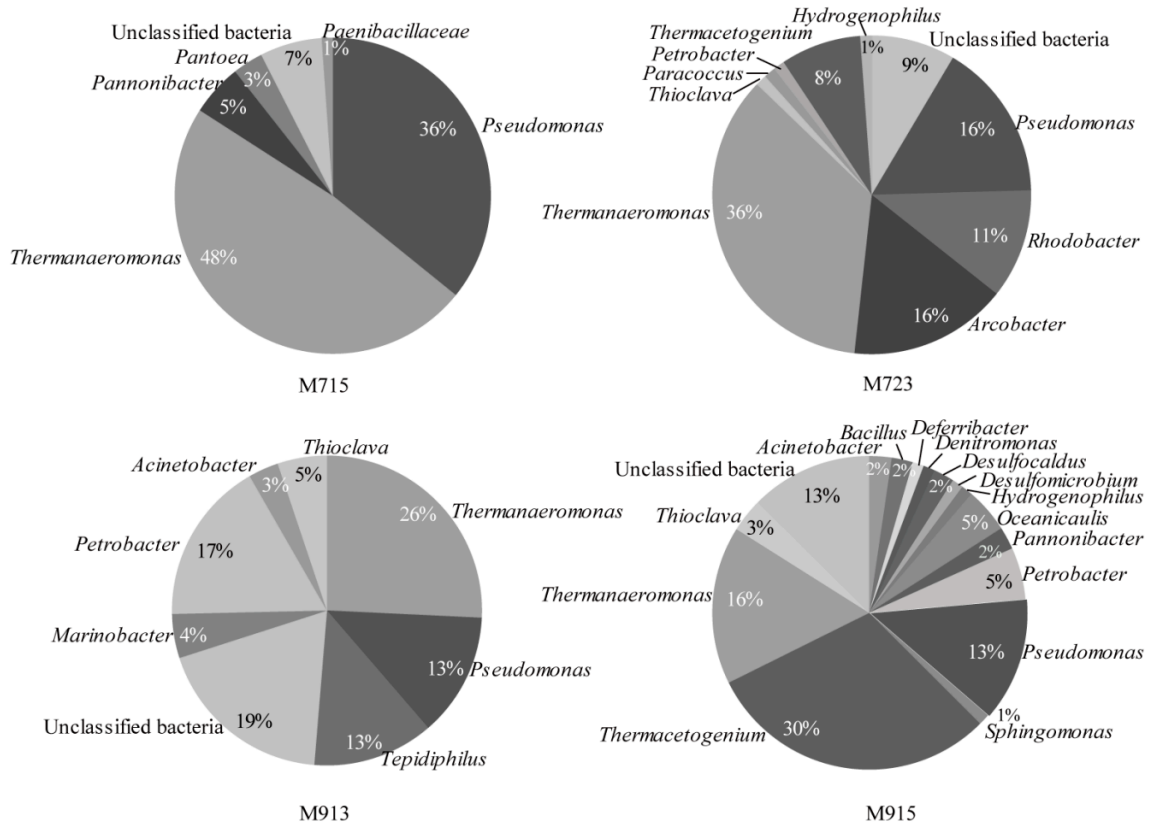 Unclassified bacteria
Paenibacillaceae
Pantoea
Pannonibacter
Pseudomonas
Thermanaeromonas
1%
7%
3%
5%
36%
48%
M715
Hydrogenophilus
Thermacetogenium
Petrobacter
Paracoccus
Thioclava
Unclassified bacteria
Pseudomonas
Thermanaeromonas
Rhodobacter
Arcobacter
1%
8%
9%
16%
36%
11%
16%
M723
Thioclava
Acinetobacter
Thermanaeromonas
Petrobacter
Marinobacter
Pseudomonas
Unclassified bacteria
Tepidiphilus
5%
3%
26%
17%
4%
13%
19%
13%
M913
Bacillus
Deferribacter
Acinetobacter
Denitromonas
Unclassified bacteria
Desulfocaldus
Desulfomicrobium
Hydrogenophilus
Thioclava
Oceanicaulis
Pannonibacter
Petrobacter
Thermanaeromonas
Pseudomonas
Sphingomonas
Thermacetogenium
2%
2%
2%
13%
5%
3%
2%
5%
16%
13%
1%
30%
M915